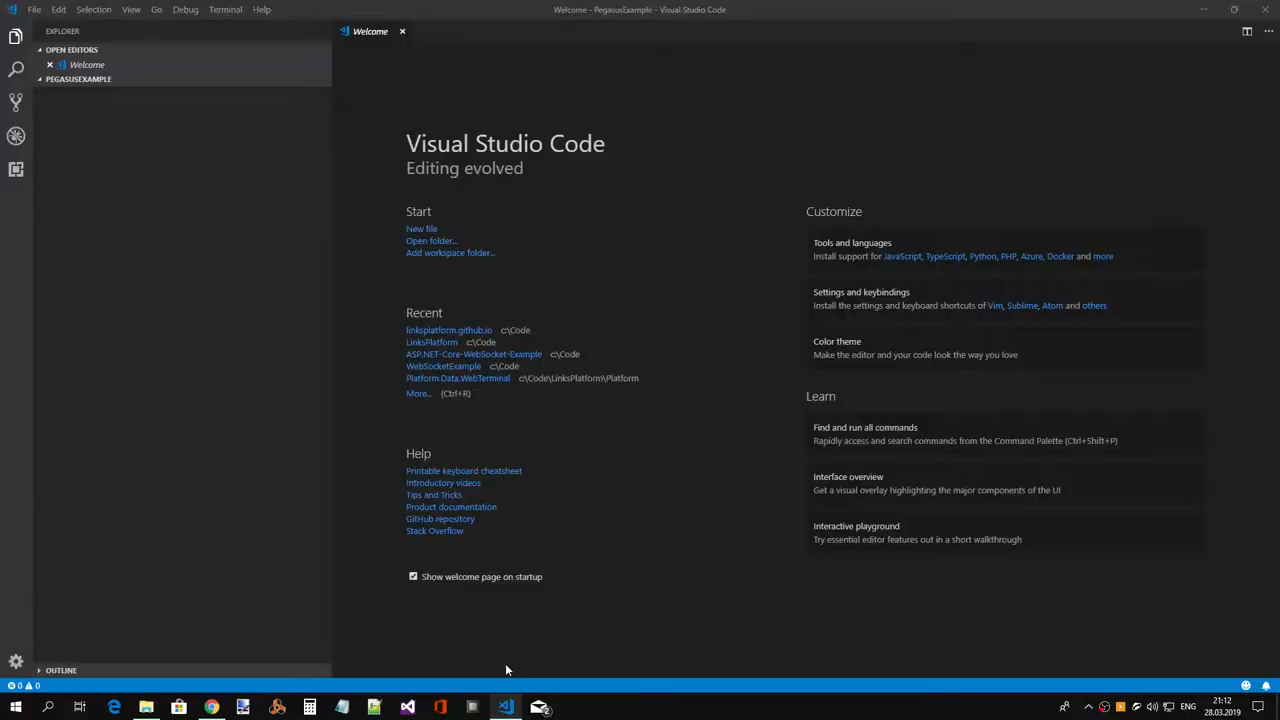 File Edit Selection View Go Debug Terminal Help
Welcome - PegasusExample - Visual Studio Code
EXPLORER
OPEN EDITORS
Welcome
PEGASUSEXAMPLE
OUTLINE
Welcome
Visual Studio Code
Editing evolved
Start
New file
Open folder...
Add workspace folder...
Recent
linksplatform.github.io c:\Code
LinksPlatform c:\Code
ASP.NET-Core-WebSocket-Example c:\Code
WebSocketExample c:\Code
Platform.Data.WebTerminal c:\Code\LinksPlatform\Platform
More... (Ctrl+R)
Help
Printable keyboard cheatsheet
Introductory videos
Tips and Tricks
Product documentation
GitHub repository
Stack Overflow
Show welcome page on startup
Customize
Tools and languages
Install support for JavaScript, TypeScript, Python, PHP, Azure, Docker and more
Settings and keybindings
Install the settings and keyboard shortcuts of Vim, Sublime, Atom and others
Color theme
Make the editor and your code look the way you love
Learn
Find and run all commands
Rapidly access and search commands from the Command Palette (Ctrl+Shift+P)
Interface overview
Get a visual overlay highlighting the major components of the UI
Interactive playground
Try essential editor features out in a short walkthrough
0 0
ENG
21:12
28.03.2019